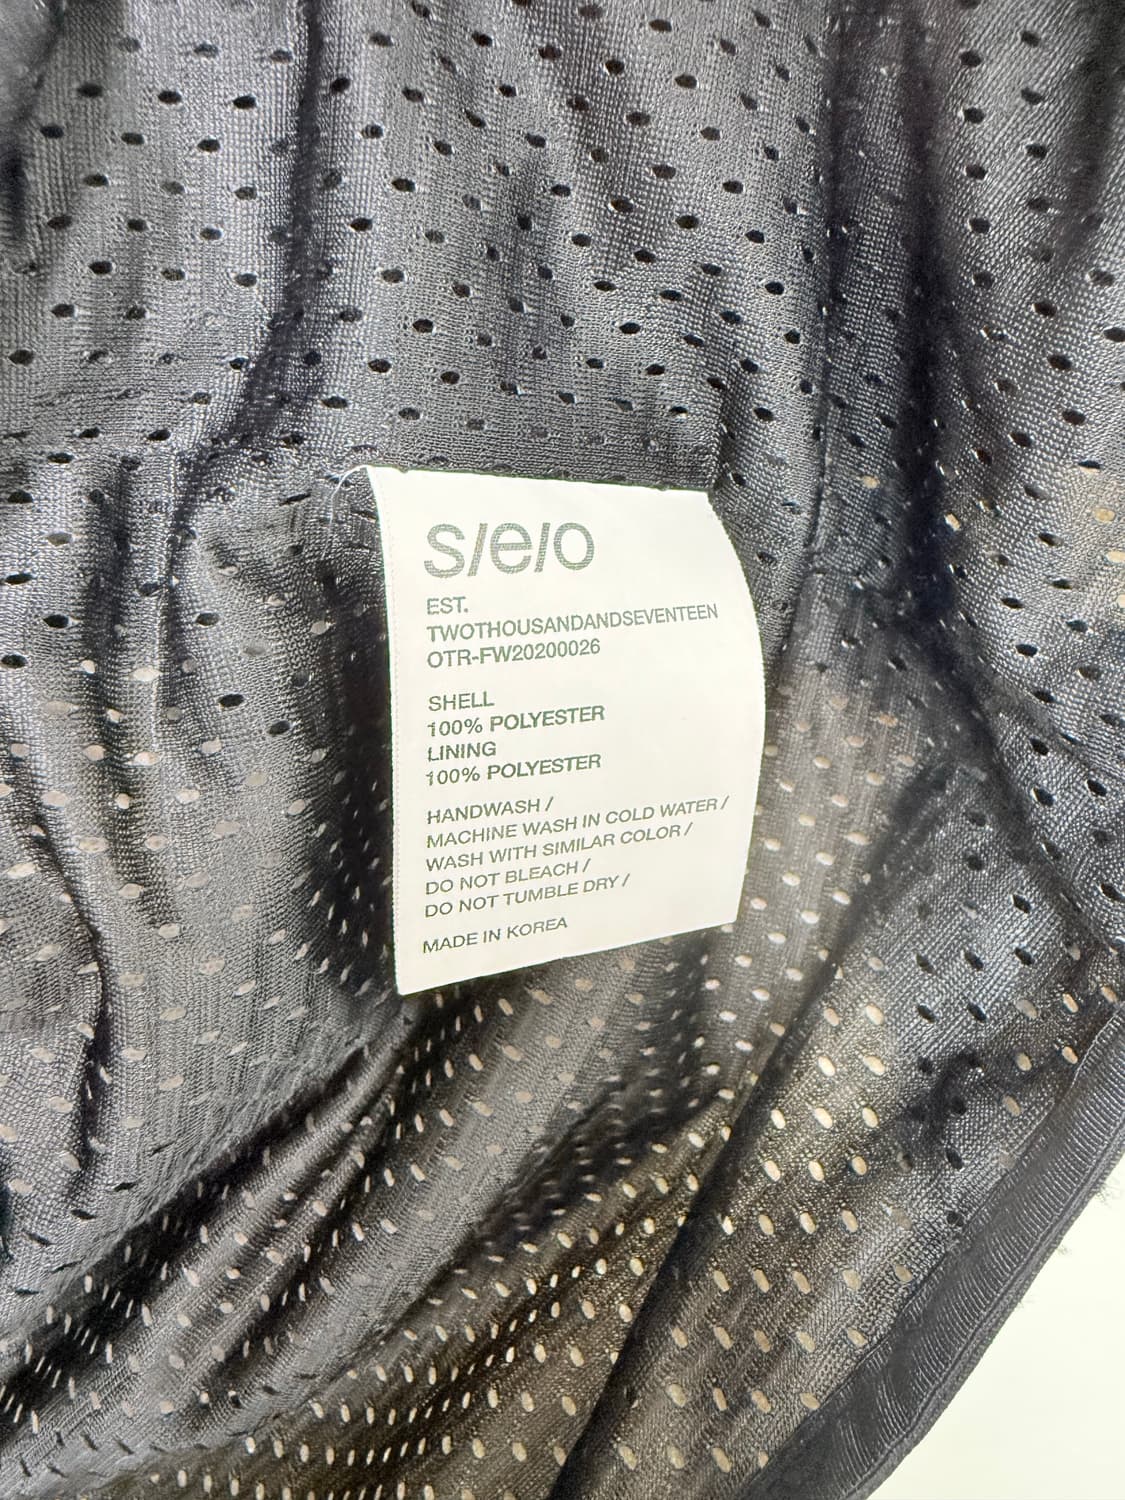 s/e/o
EST.
TWOTHOUSANDANDSEVENTEEN
OTR-FW20200026
SHELL
100% POLYESTER
LINING
100% POLYESTER
HANDWASH /
MACHINE WASH IN COLD WATER /
WASH WITH SIMILAR COLOR /
DO NOT BLEACH /
DO NOT TUMBLE DRY /
MADE IN KOREA